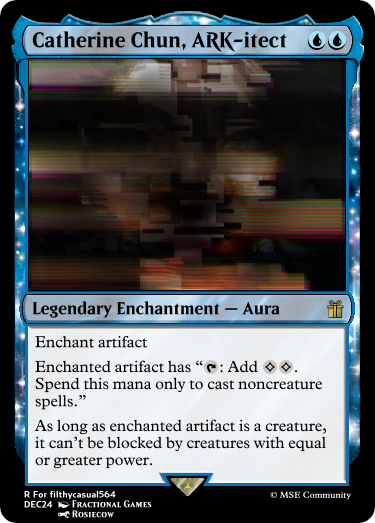 Catherine Chun, ARK-itect
Legendary Enchantment — Aura
Enchant artifact
Enchanted artifact has “: Add .
Spend this mana only to cast noncreature
spells.”
As long as enchanted artifact is a creature,
it can’t be blocked by creatures with equal
or greater power.
R For filthycasual564
DEC24 Fractional Games
Rosiecow
© MSE Community